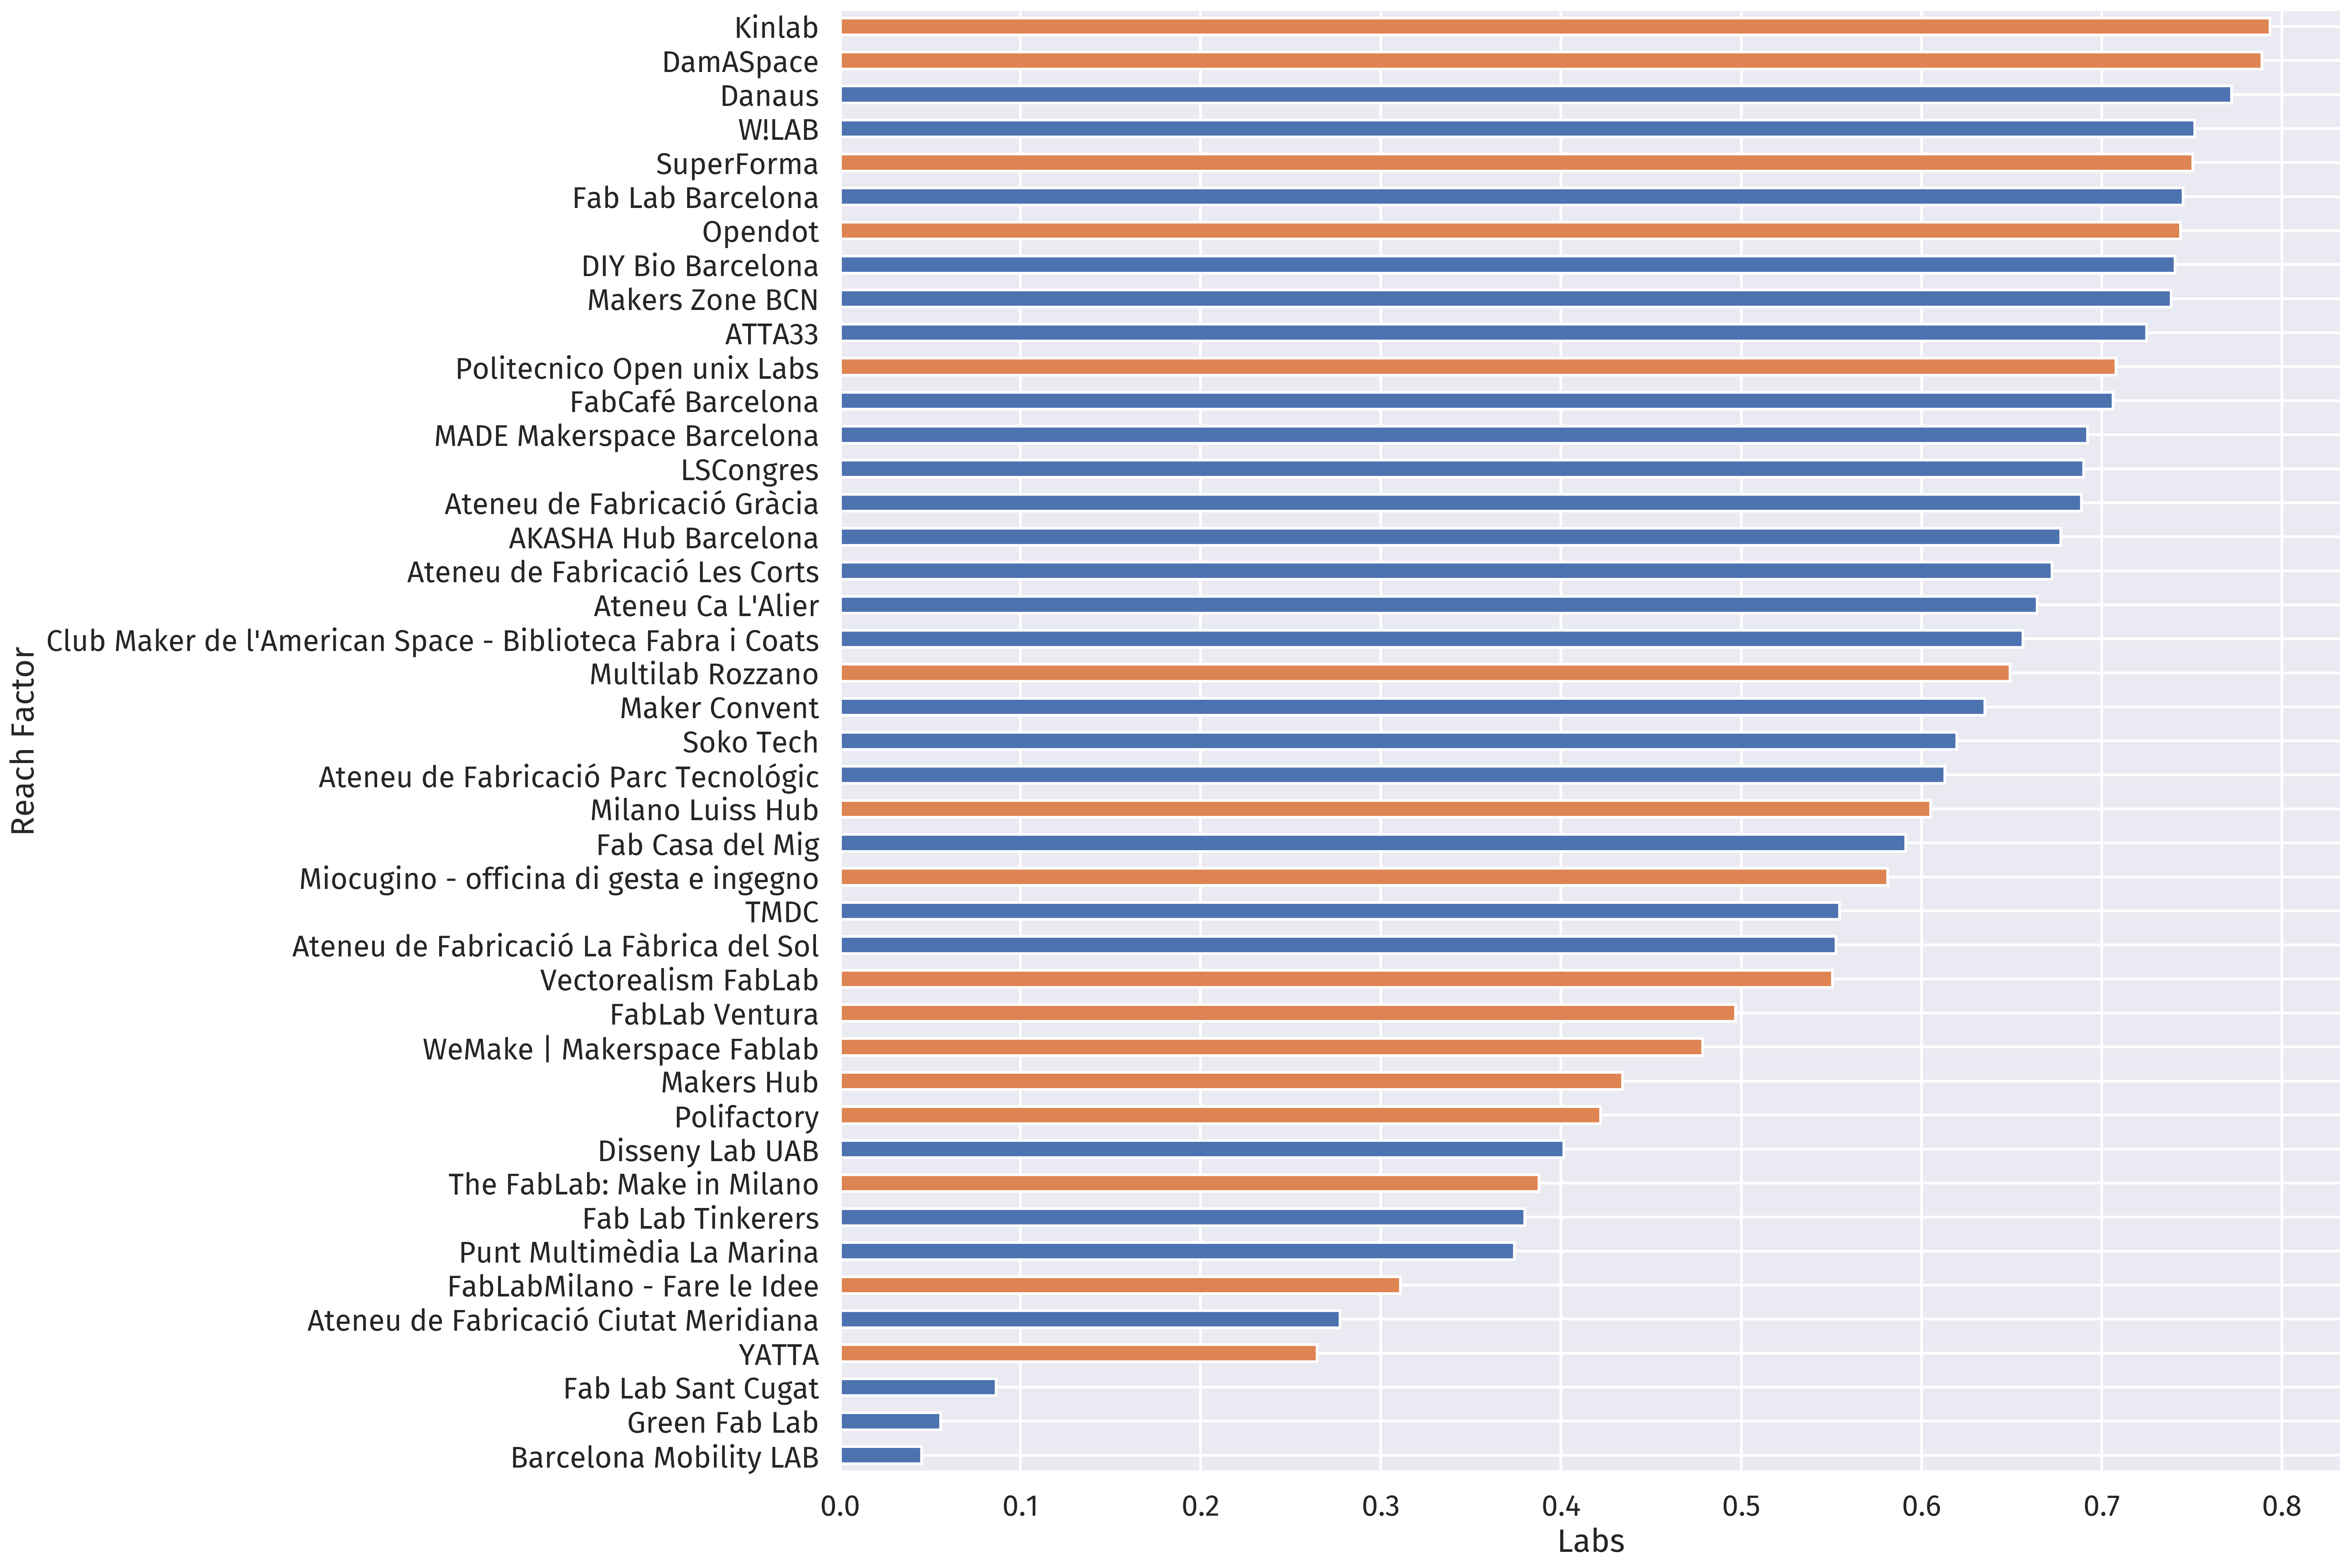 Kinlab
DamASpace
Danaus
W!LAB
SuperForma
Fab Lab Barcelona
Opendot
DIY Bio Barcelona
Makers Zone BCN
ATTA33
Politecnico Open unix Labs
FabCafé Barcelona
MADE Makerspace Barcelona
LSCongres
Ateneu de Fabricació Gràcia
AKASHA Hub Barcelona
Ateneu de Fabricació Les Corts
Ateneu Ca L'Alier
Club Maker de l'American Space - Biblioteca Fabra i Coats
Multilab Rozzano
Maker Convent
Soko Tech
Ateneu de Fabricació Parc Tecnológic
Milano Luiss Hub
Fab Casa del Mig
Miocugino - officina di gesta e ingegno
TMDC
Ateneu de Fabricació La Fàbrica del Sol
Vectorealism FabLab
FabLab Ventura
WeMake | Makerspace Fablab
Makers Hub
Polifactory
Disseny Lab UAB
The FabLab: Make in Milano
Fab Lab Tinkerers
Punt Multimèdia La Marina
FabLabMilano - Fare le Idee
Ateneu de Fabricació Ciutat Meridiana
YATTA
Fab Lab Sant Cugat
Green Fab Lab
Barcelona Mobility LAB
Reach Factor
0.0 0.1 0.2 0.3 0.4 0.5 0.6 0.7 0.8
Labs